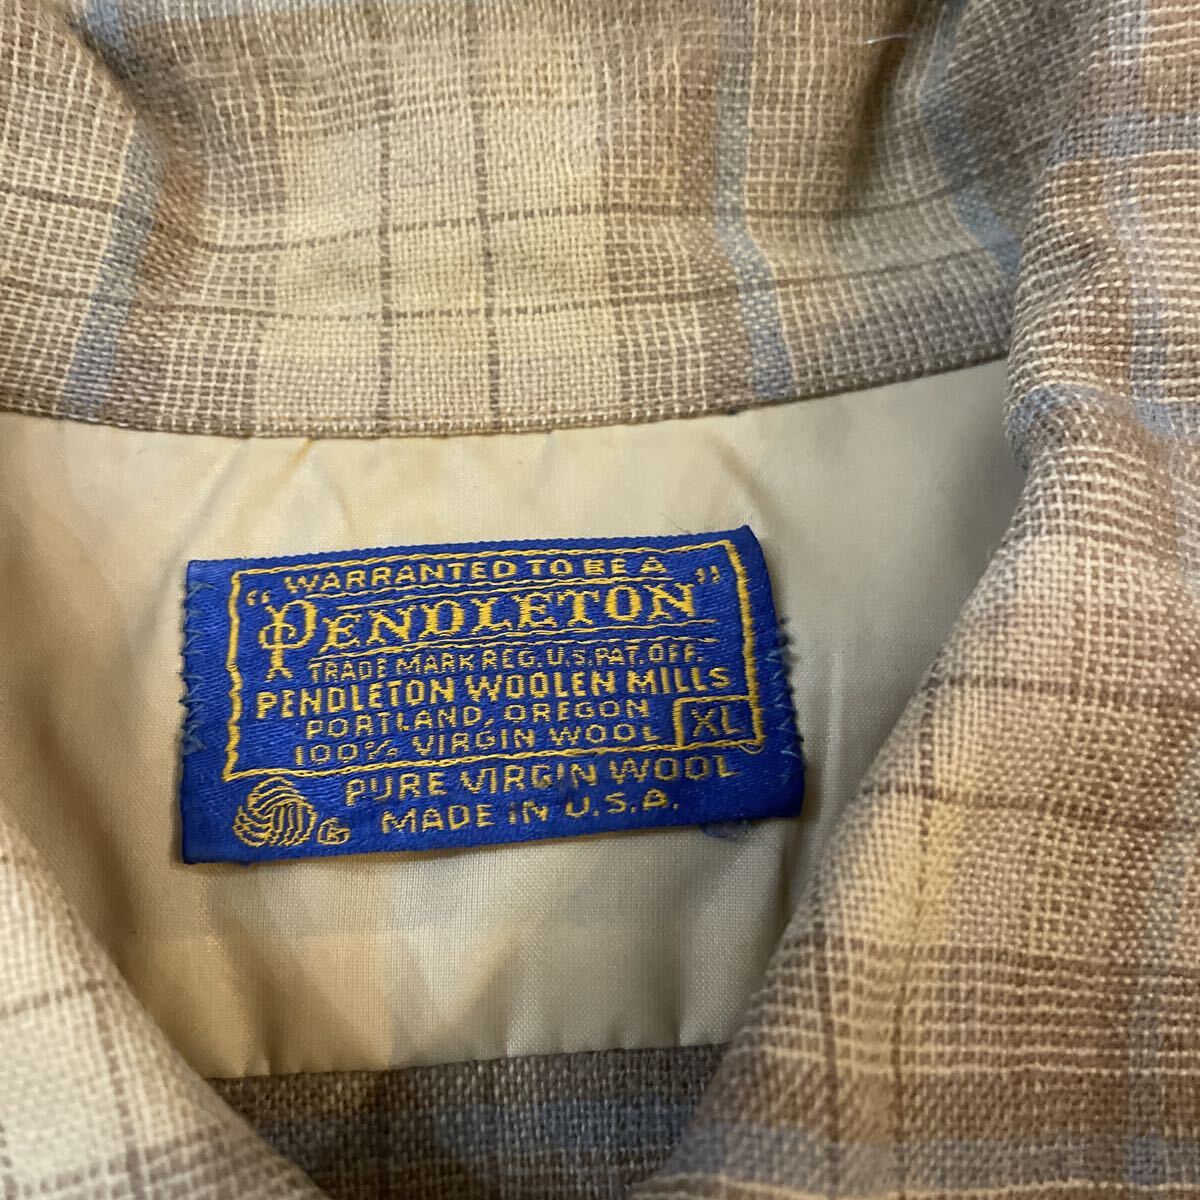 WARRANTED TO BE A
"PENDLETON"
TRADE MARK REG. U.S. PAT. OFF.
PENDLETON WOOLEN MILLS
PORTLAND, OREGON
100% VIRGIN WOOL XL
PURE VIRGIN WOOL
R MADE IN U.S.A.